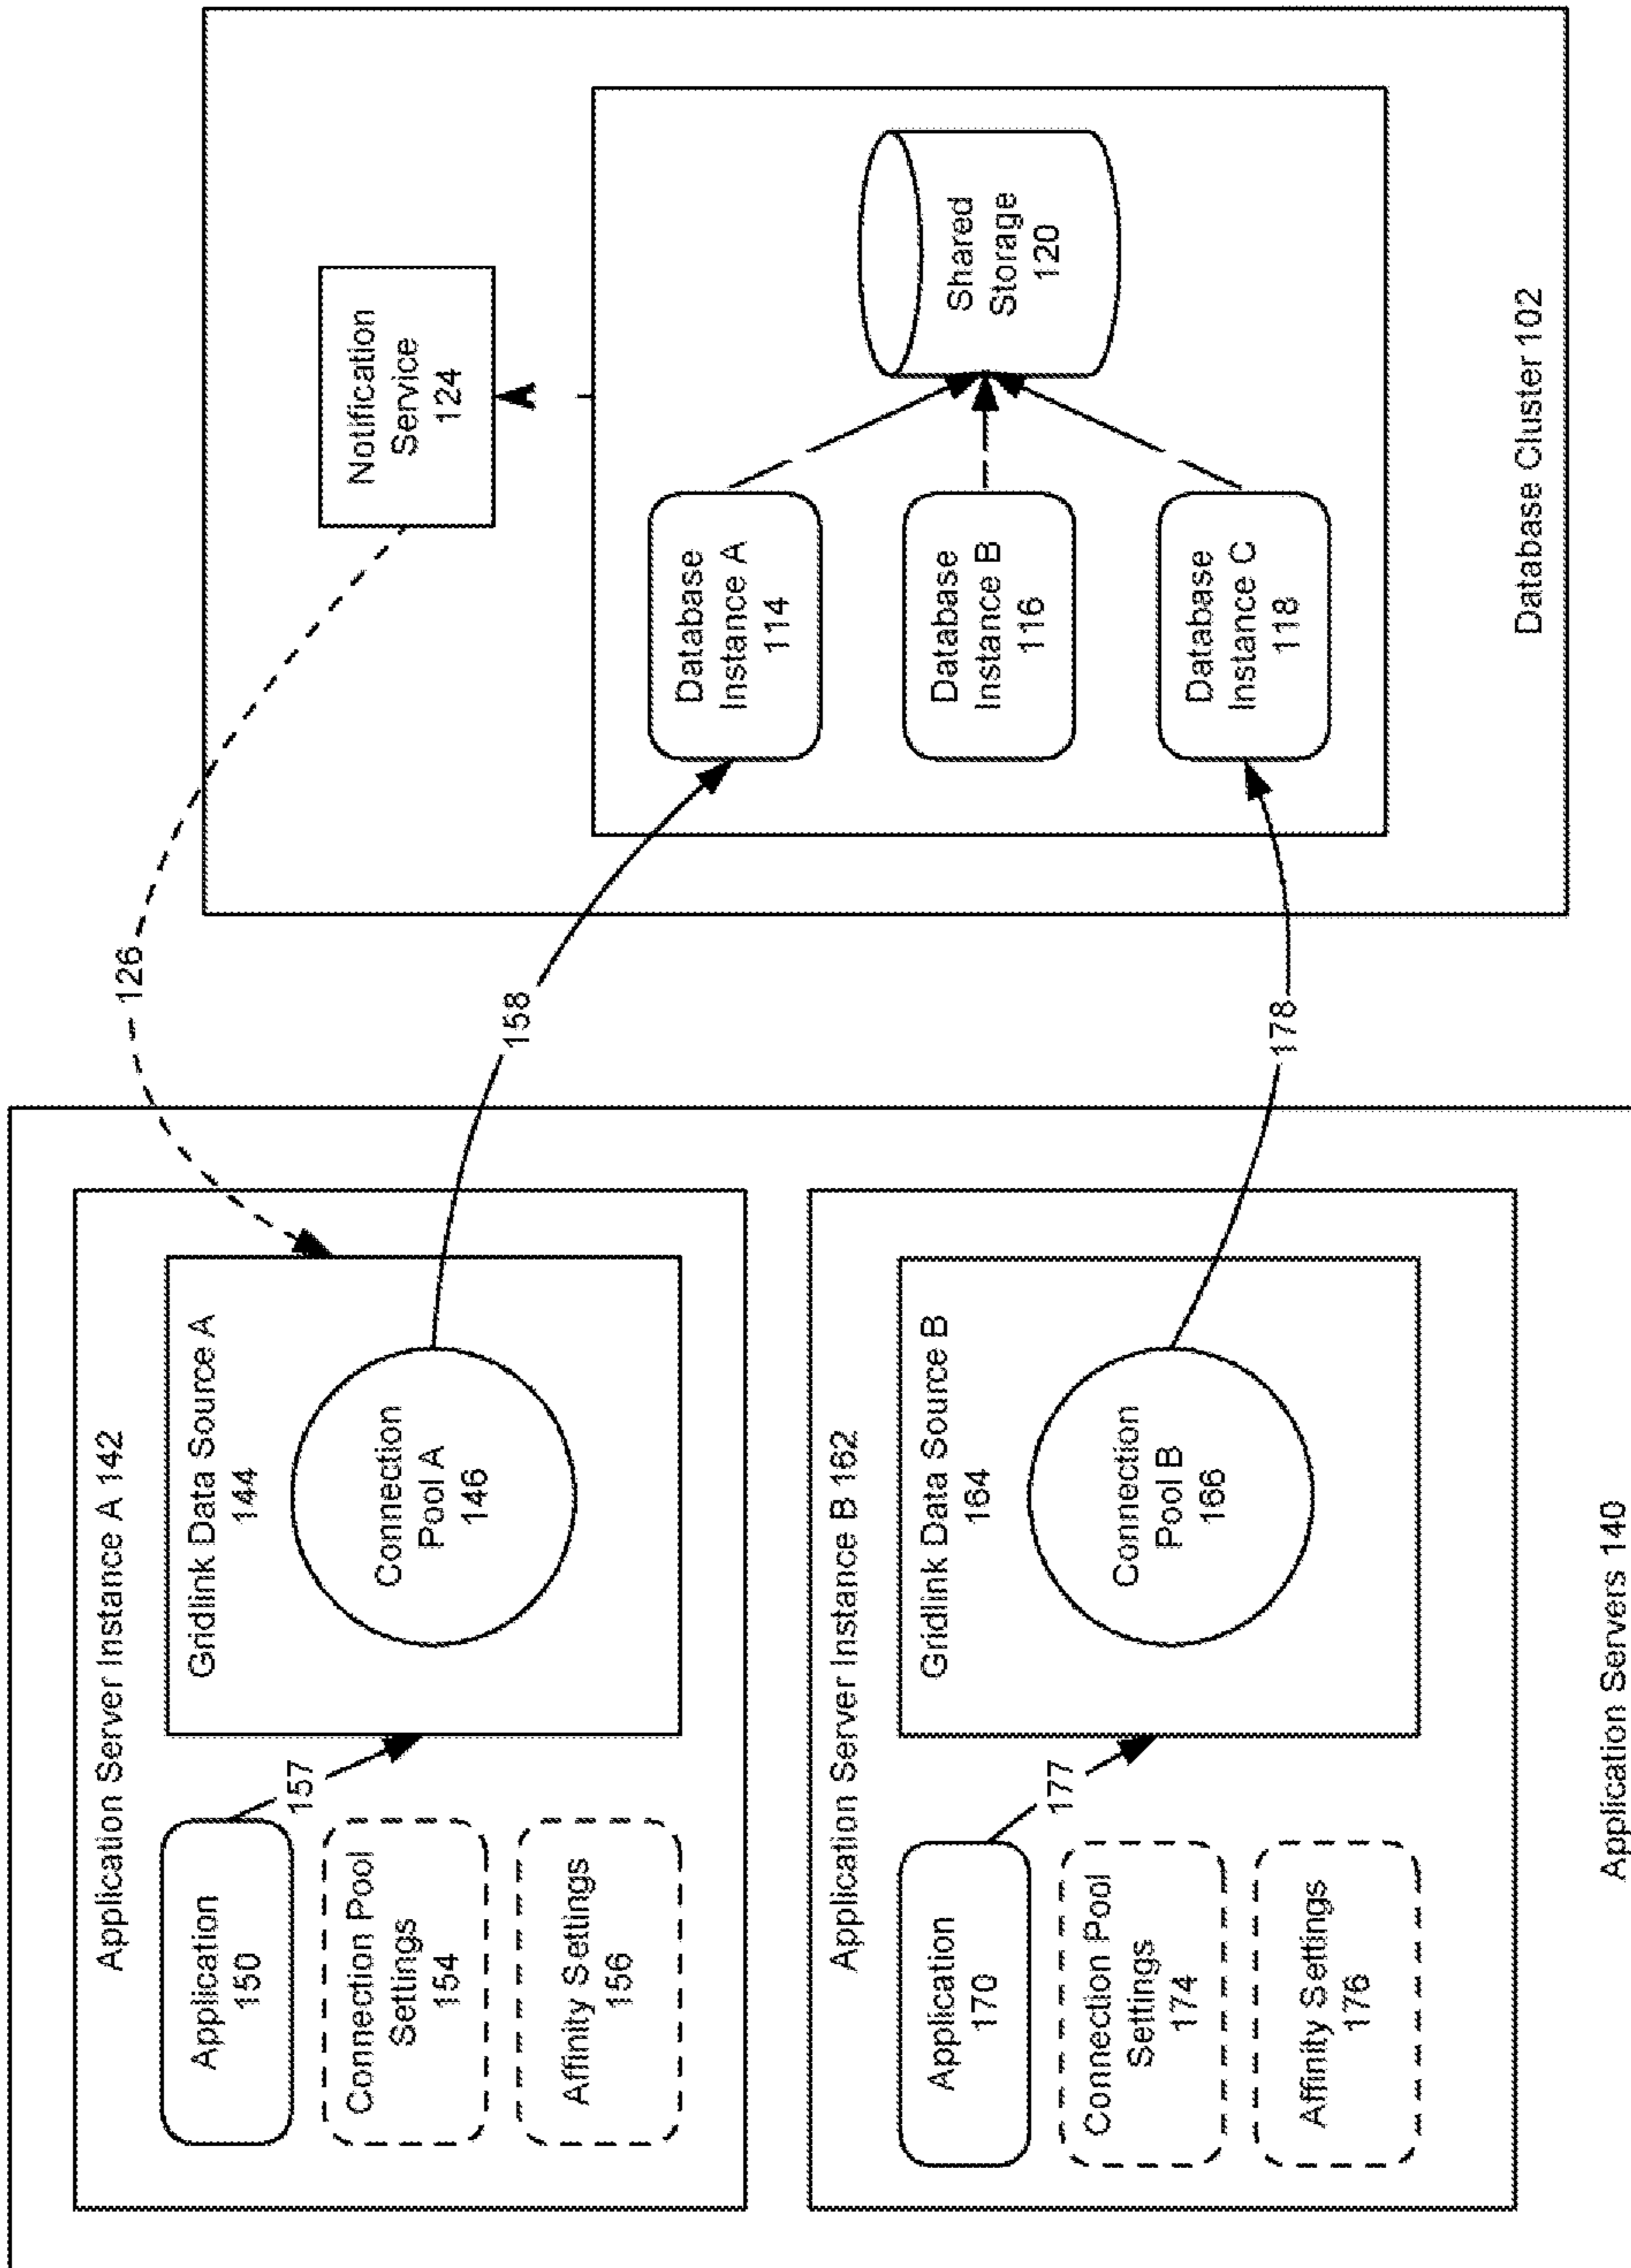 Application Server Instance A 142
Application
150
157
Connection Pool
Settings
154
Affinity Settings
156
Gridlink Data Source A
144
Connection
Pool A
146
Application Server Instance B 162
Application
170
177
Connection Pool
Settings
174
Affinity Settings
176
Gridlink Data Source B
164
Connection
Pool B
166
Application Servers 140
126
158
178
Notification
Service
124
Database
Instance A
114
Database
Instance B
116
Database
Instance C
118
Shared
Storage
120
Database Cluster 102